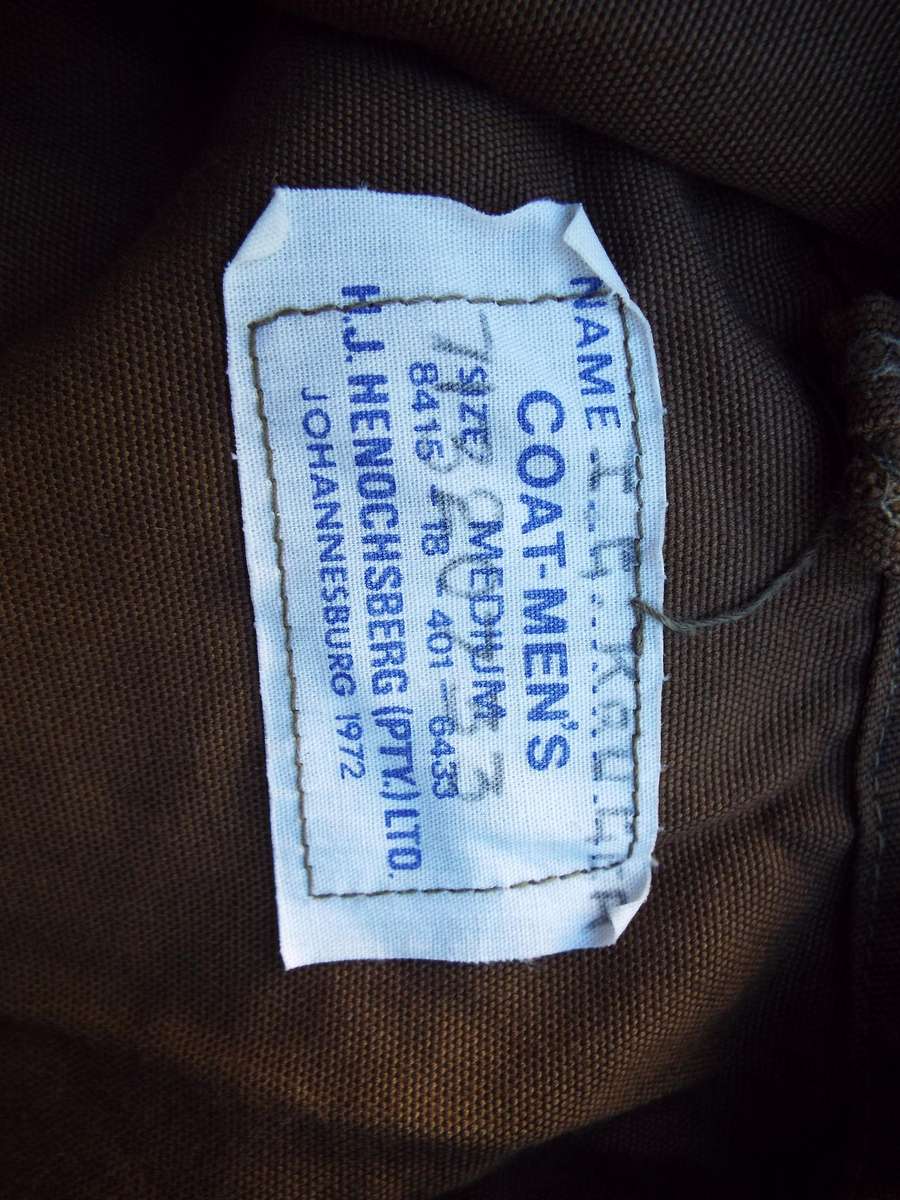 NAME
COAT-MEN'S
SIZE MEDIUM
8415 - 18 - 401 - 6433
H.J. HENOCHSBERG (PTY.) LTD.
JOHANNESBURG 1972